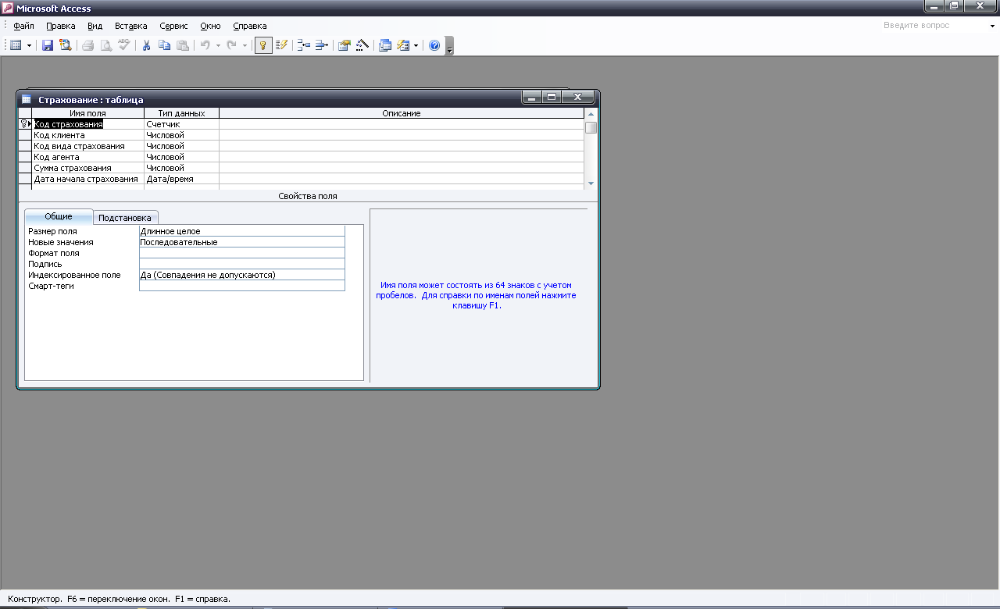 Microsoft Access
Файл Правка Вид Вставка Сервис Окно Справка Введите вопрос
Страхование : таблица
Имя поля Тип данных Описание
Код страхования Счетчик
Код клиента Числовой
Код вида страхования Числовой
Код агента Числовой
Сумма страхования Числовой
Дата начала страхования Дата/время
Свойства поля
Общие Подстановка
Размер поля Длинное целое
Новые значения Последовательные
Формат поля
Подпись
Индексированное поле Да (Совпадения не допускаются)
Смарт-теги
Имя поля может состоять из 64 знаков с учетом
пробелов. Для справки по именам полей нажмите
клавишу F1.
Конструктор. F6 = переключение окон. F1 = справка.